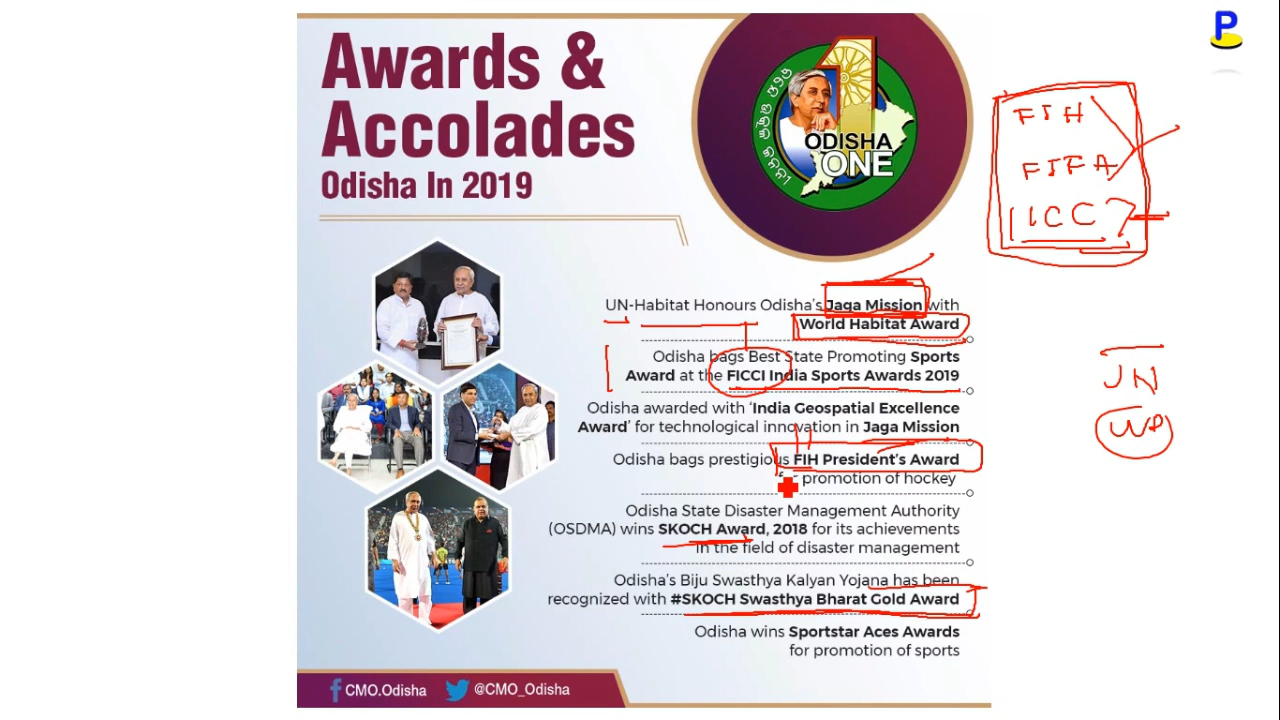 Awards &
Accolades
Odisha In 2019
1
ODISHA
ONE
UN-Habitat Honours Odisha's Jaga Mission with
World Habitat Award
Odisha bags Best State Promoting Sports
Award at the FICCI India Sports Awards 2019
Odisha awarded with 'India Geospatial Excellence
Award' for technological innovation in Jaga Mission
Odisha bags prestigious FIH President's Award
for promotion of hockey
Odisha State Disaster Management Authority
(OSDMA) wins SKOCH Award, 2018 for its achievements
in the field of disaster management
Odisha's Biju Swasthya Kalyan Yojana has been
recognized with #SKOCH Swasthya Bharat Gold Award
Odisha wins Sportstar Aces Awards
for promotion of sports
CMO.Odisha @CMO_Odisha
P
FIH
FIFA
ICC?